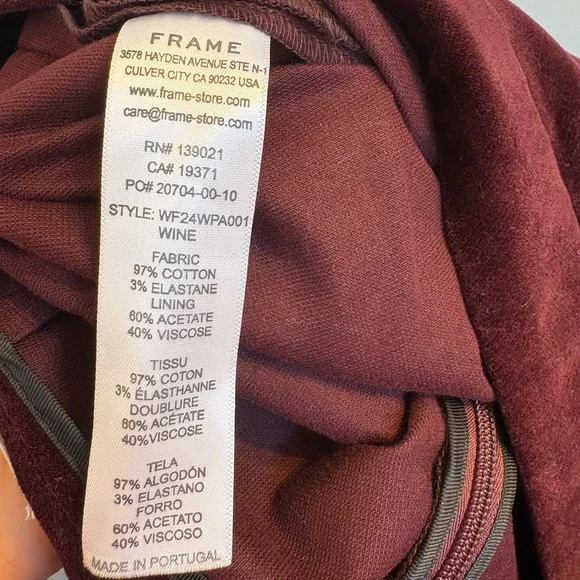 FRAME
3578 HAYDEN AVENUE STE N-1
CULVER CITY CA 90232 USA
www.frame-store.com
care@frame-store.com
RN# 139021
CA# 19371
PO# 20704-00-10
STYLE: WF24WPA001
WINE
FABRIC
97% COTTON
3% ELASTANE
LINING
60% ACETATE
40% VISCOSE
TISSU
97% COTON
3% ÉLASTHANNE
DOUBLURE
60% ACÉTATE
40%VISCOSE
TELA
97% ALGODÓN
3% ELASTANO
FORRO
60% ACETATO
40% VISCOSO
MADE IN PORTUGAL